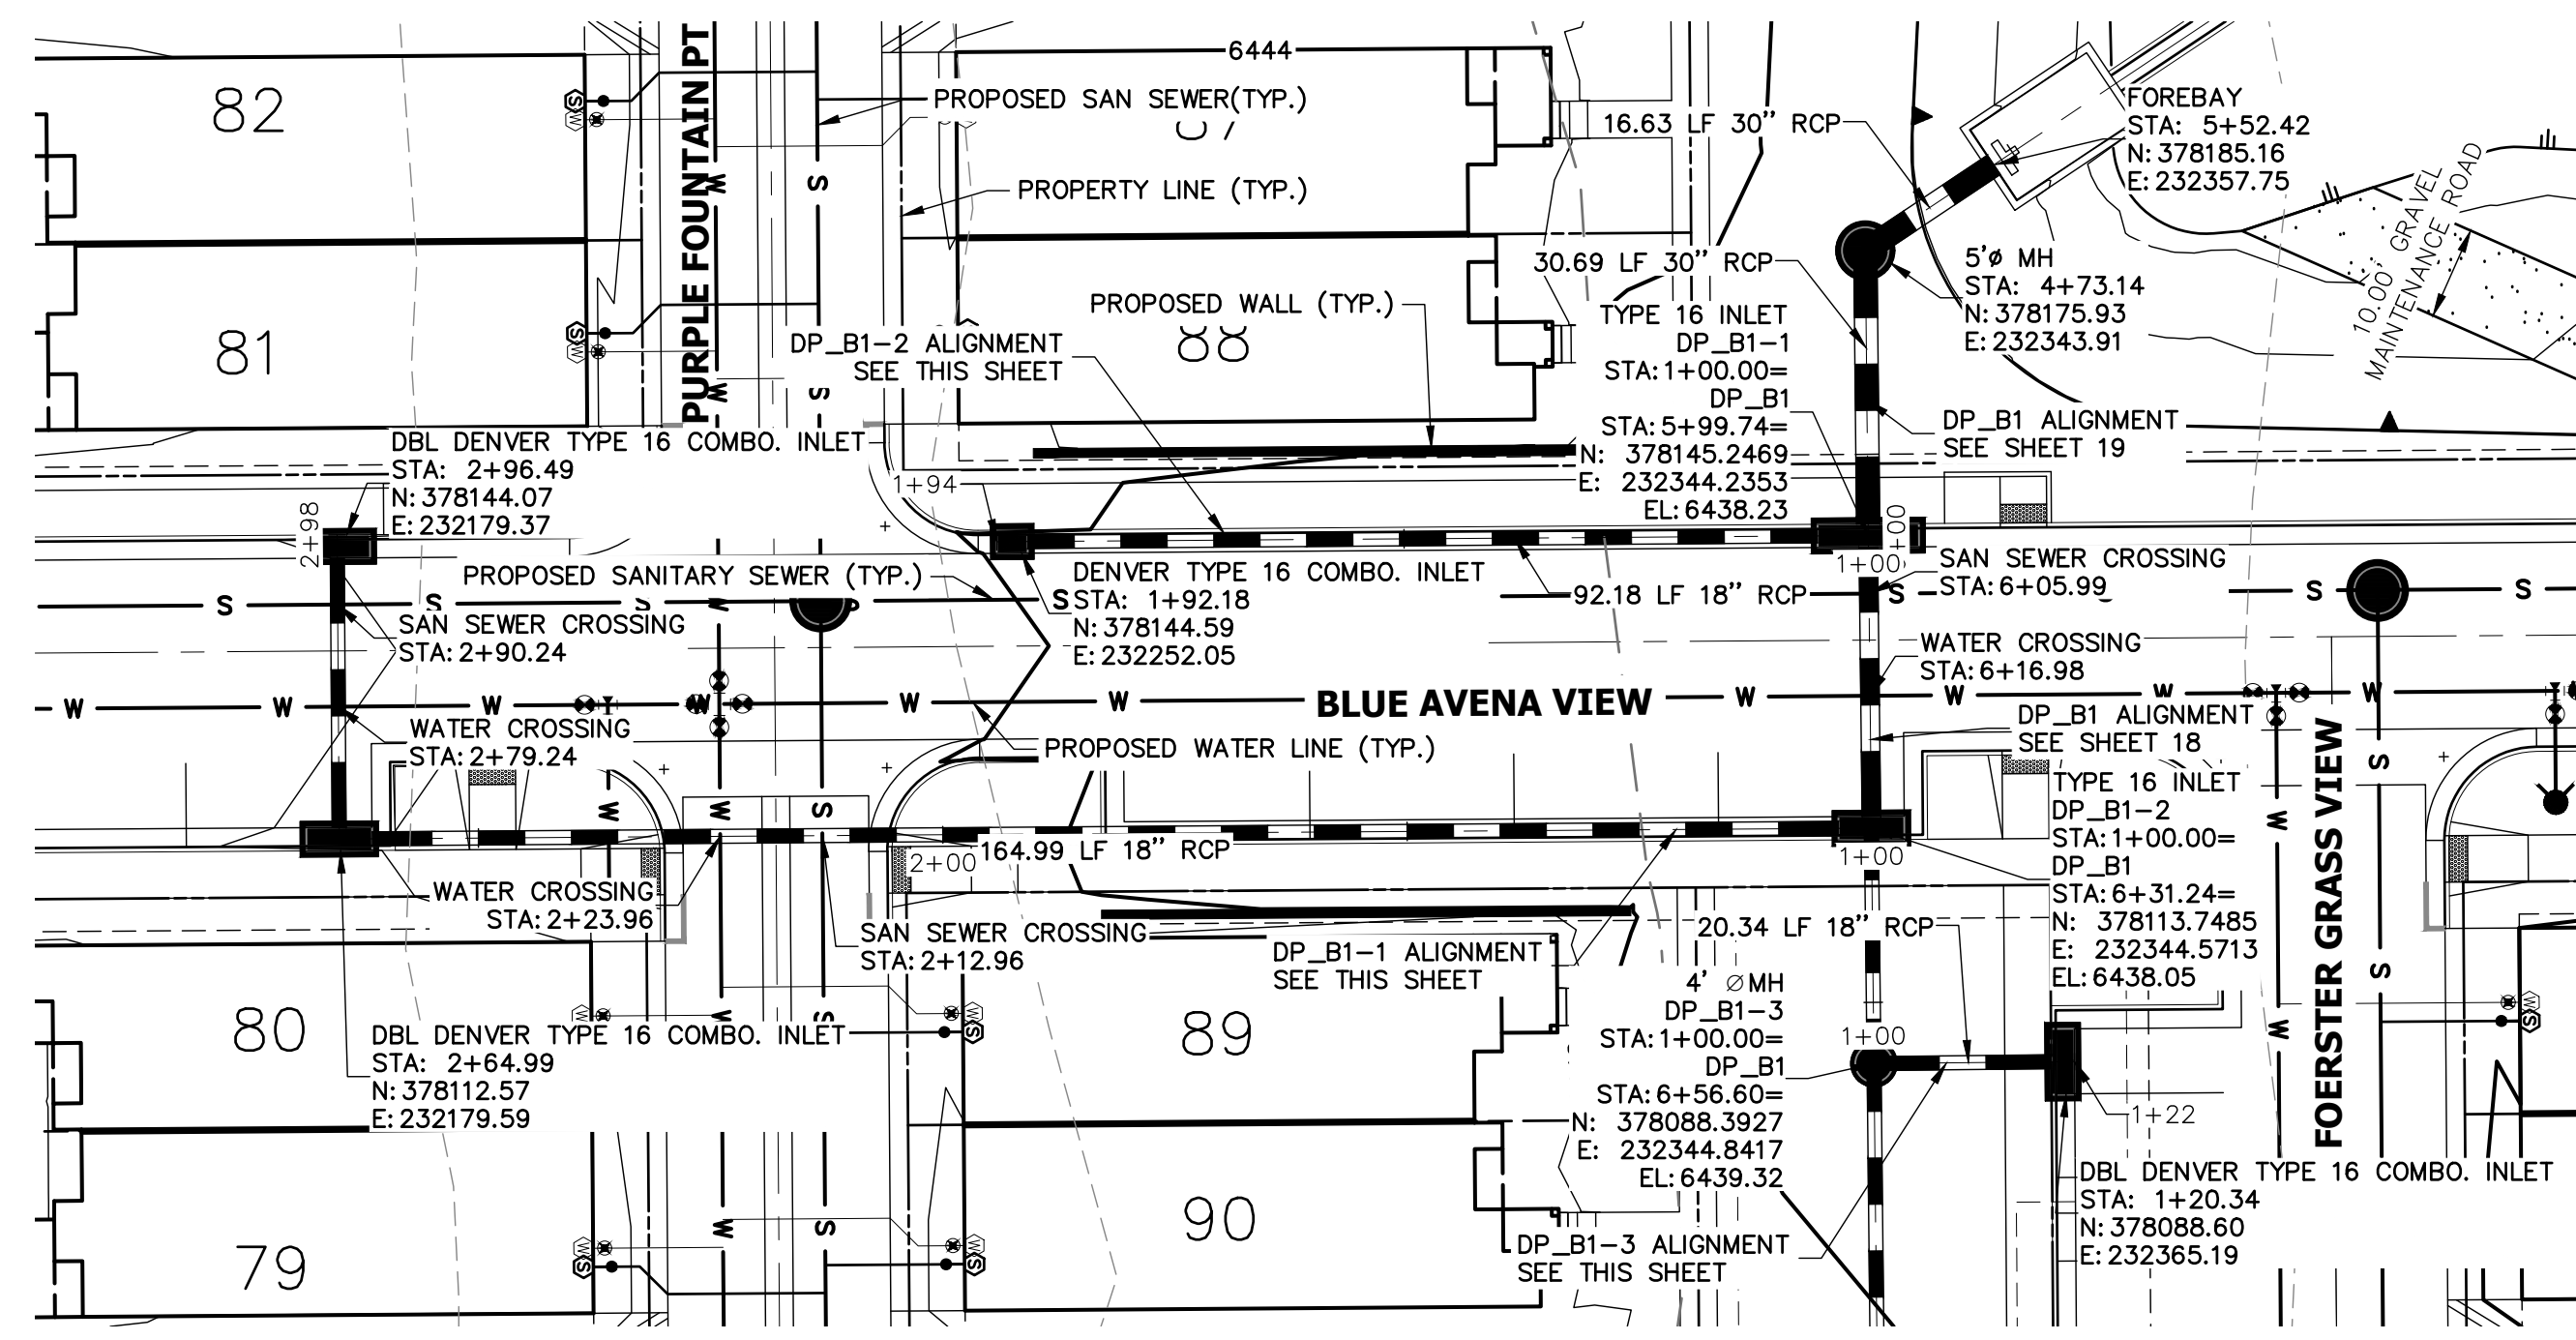 6444
82
PURPLE FOUNTAIN PT
PROPOSED SAN SEWER(TYP.)
PROPERTY LINE (TYP.)
16.63 LF 30” RCP
FOREBAY
STA: 5+52.42
N: 378185.16
E: 232357.75
10.00' GRAVEL
MAINTENANCE ROAD
30.69 LF 30” RCP
5'ø MH
STA: 4+73.14
N: 378175.93
E: 232343.91
81
PROPOSED WALL (TYP.)
88
DP_B1-2 ALIGNMENT
SEE THIS SHEET
TYPE 16 INLET
DP_B1-1
STA: 1+00.00=
DP_B1
STA: 5+99.74=
N: 378145.2469
E: 232344.2353
EL: 6438.23
DP_B1 ALIGNMENT
SEE SHEET 19
DBL DENVER TYPE 16 COMBO. INLET
STA: 2+96.49
N: 378144.07
E: 232179.37
2+98
1+94
1+00
SAN SEWER CROSSING
STA: 6+05.99
PROPOSED SANITARY SEWER (TYP.)
DENVER TYPE 16 COMBO. INLET
STA: 1+92.18
N: 378144.59
E: 232252.05
92.18 LF 18” RCP
S S S S S S S
SAN SEWER CROSSING
STA: 2+90.24
WATER CROSSING
STA: 6+16.98
W W W W W W W W W W
BLUE AVENA VIEW
WATER CROSSING
STA: 2+79.24
PROPOSED WATER LINE (TYP.)
DP_B1 ALIGNMENT
SEE SHEET 18
TYPE 16 INLET
DP_B1-2
STA: 1+00.00=
DP_B1
STA: 6+31.24=
N: 378113.7485
E: 232344.5713
EL: 6438.05
FOERSTER GRASS VIEW
2+00
164.99 LF 18” RCP
1+00
WATER CROSSING
STA: 2+23.96
SAN SEWER CROSSING
STA: 2+12.96
DP_B1-1 ALIGNMENT
SEE THIS SHEET
20.34 LF 18” RCP
4' ∅MH
DP_B1-3
STA: 1+00.00=
DP_B1
STA: 6+56.60=
N: 378088.3927
E: 232344.8417
EL: 6439.32
1+00
80
89
DBL DENVER TYPE 16 COMBO. INLET
STA: 2+64.99
N: 378112.57
E: 232179.59
1+22
DBL DENVER TYPE 16 COMBO. INLET
STA: 1+20.34
N: 378088.60
E: 232365.19
79
90
DP_B1-3 ALIGNMENT
SEE THIS SHEET